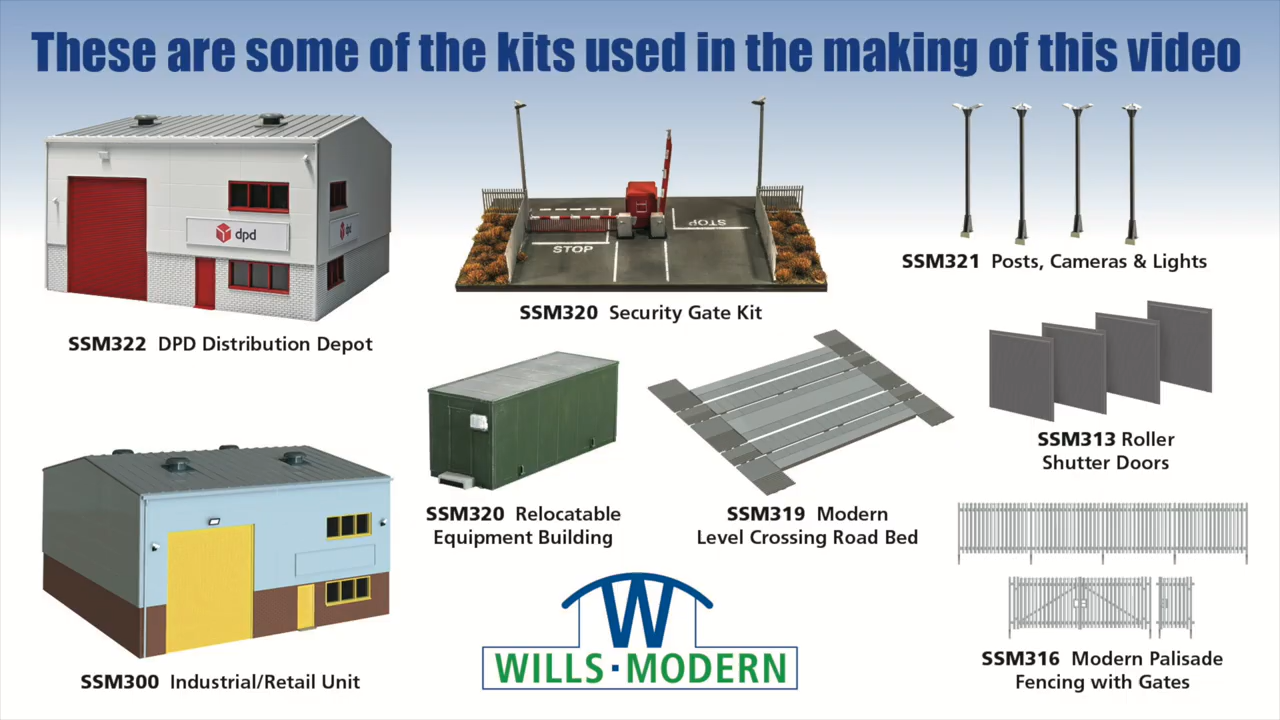 These are some of the kits used in the making of this video
dpd
dpd
SSM322 DPD Distribution Depot
STOP
STOP
SSM320 Security Gate Kit
SSM321 Posts, Cameras & Lights
SSM313 Roller
Shutter Doors
SSM320 Relocatable
Equipment Building
SSM319 Modern
Level Crossing Road Bed
SSM300 Industrial/Retail Unit
W
WILLS·MODERN
SSM316 Modern Palisade
Fencing with Gates